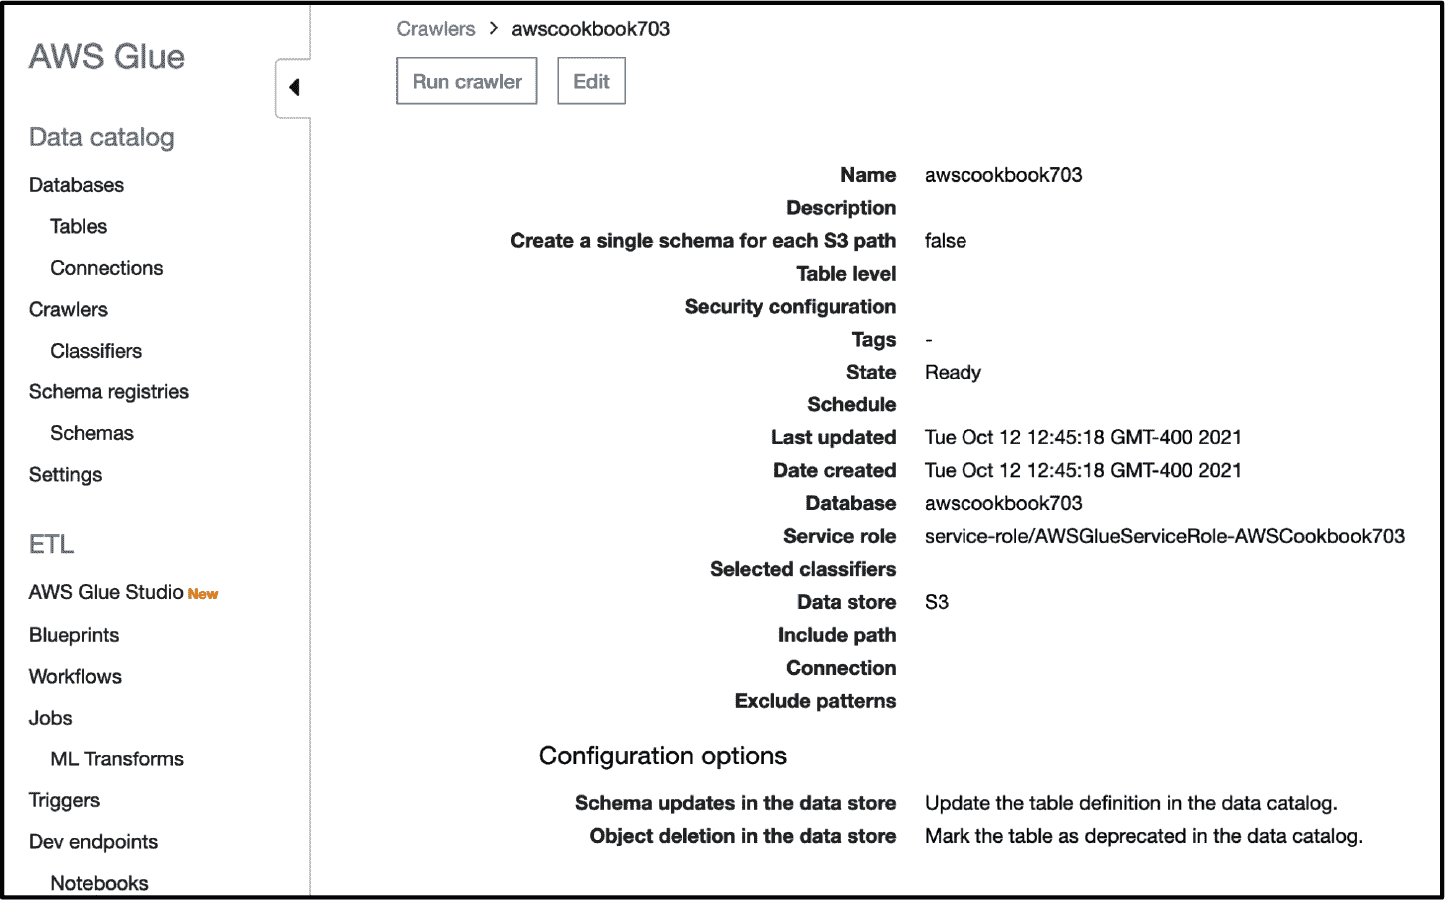 AWS Glue
Data catalog
Databases
Tables
Connections
Crawlers
Classifiers
Schema registries
Schemas
Settings
ETL
AWS Glue Studio New
Blueprints
Workflows
Jobs
ML Transforms
Triggers
Dev endpoints
Notebooks
Crawlers > awscookbook703
Run crawler Edit
Name awscookbook703
Description
Create a single schema for each S3 path false
Table level
Security configuration
Tags -
State Ready
Schedule
Last updated Tue Oct 12 12:45:18 GMT-400 2021
Date created Tue Oct 12 12:45:18 GMT-400 2021
Database awscookbook703
Service role service-role/AWSGlueServiceRole-AWSCookbook703
Selected classifiers
Data store S3
Include path
Connection
Exclude patterns
Configuration options
Schema updates in the data store Update the table definition in the data catalog.
Object deletion in the data store Mark the table as deprecated in the data catalog.